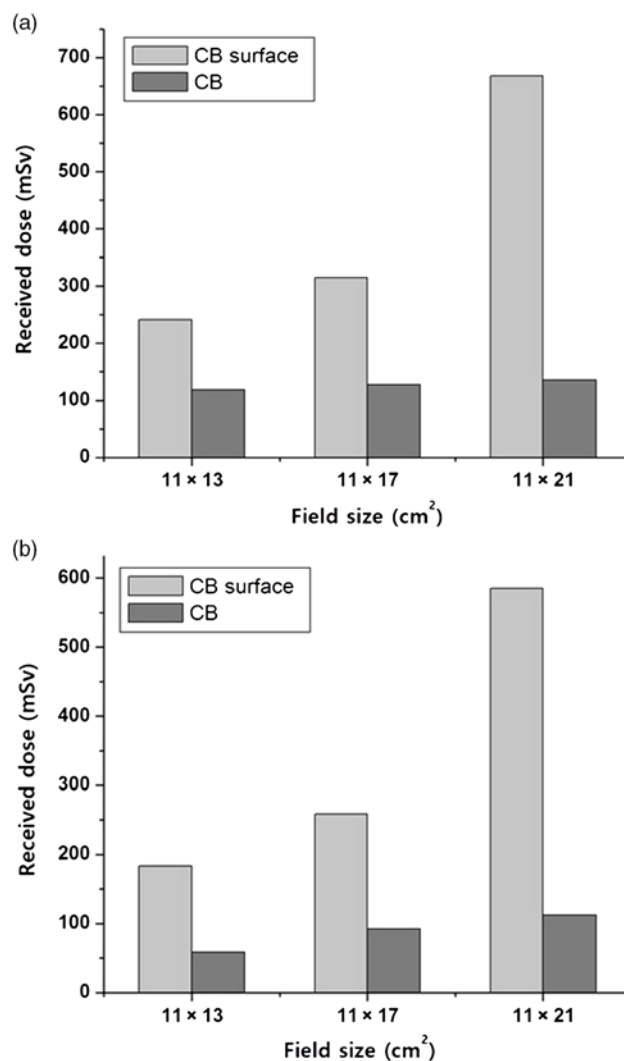 (a)
CB surface
CB
700
600
500
400
300
200
100
0
Received dose (mSv)
11 × 13
11 × 17
11 × 21
Field size (cm²)
(b)
CB surface
CB
600
500
400
300
200
100
0
Received dose (mSv)
11 × 13
11 × 17
11 × 21
Field size (cm²)